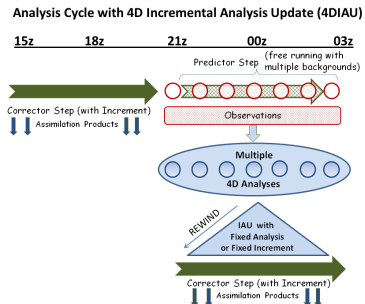 Analysis Cycle with 4D Incremental Analysis Update (4DIAU)
15z 18z 21z 00z 03z
Predictor Step (free running with
multiple backgrounds)
Corrector Step (with Increment)
Assimilation Products
Observations
Multiple
4D Analyses
REWIND
IAU with
Fixed Analysis
or Fixed Increment
Corrector Step (with Increment)
Assimilation Products